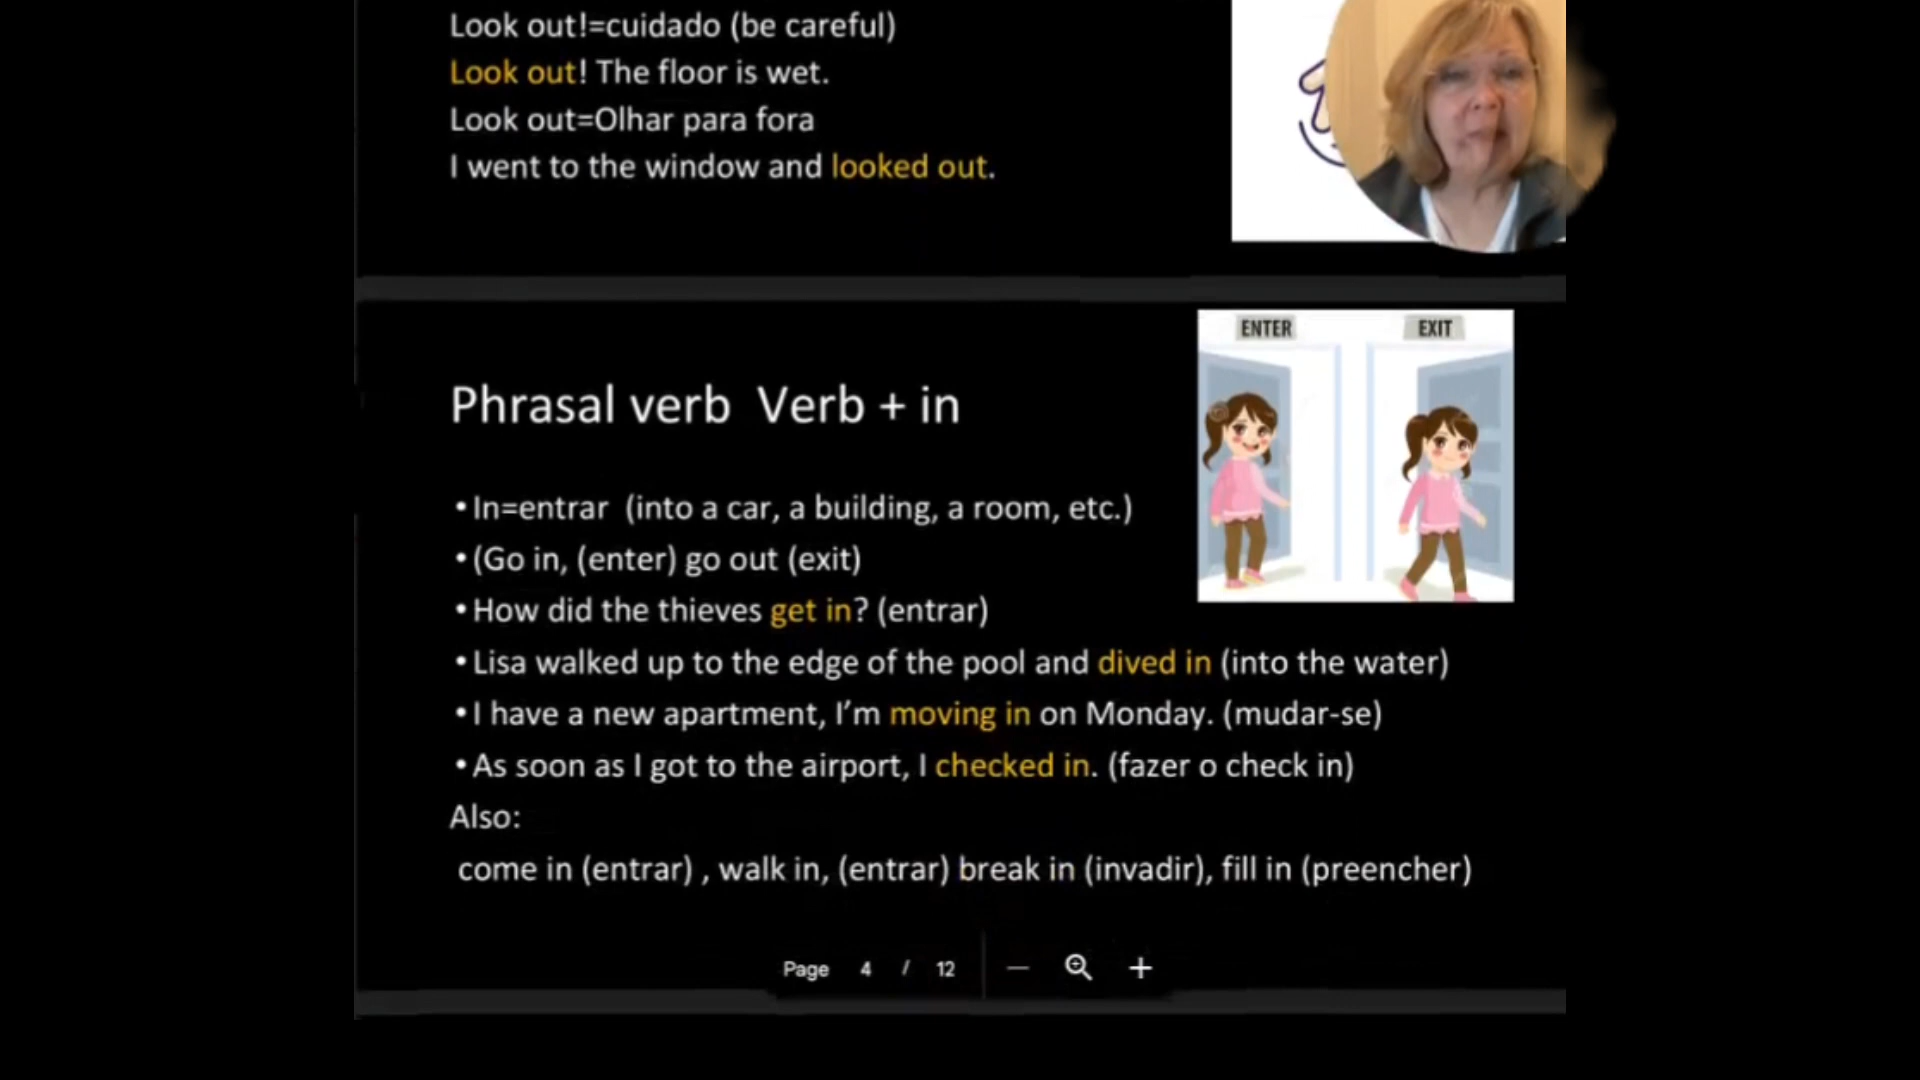 Look out!=cuidado (be careful)
Look out! The floor is wet.
Look out=Olhar para fora
I went to the window and looked out.
ENTER
EXIT
Phrasal verb  Verb + in
• In=entrar  (into a car, a building, a room, etc.)
• (Go in, (enter) go out (exit)
• How did the thieves get in? (entrar)
• Lisa walked up to the edge of the pool and dived in (into the water)
• I have a new apartment, I’m moving in on Monday. (mudar-se)
• As soon as I got to the airport, I checked in. (fazer o check in)
Also:
come in (entrar) , walk in, (entrar) break in (invadir), fill in (preencher)
Page 4 / 12